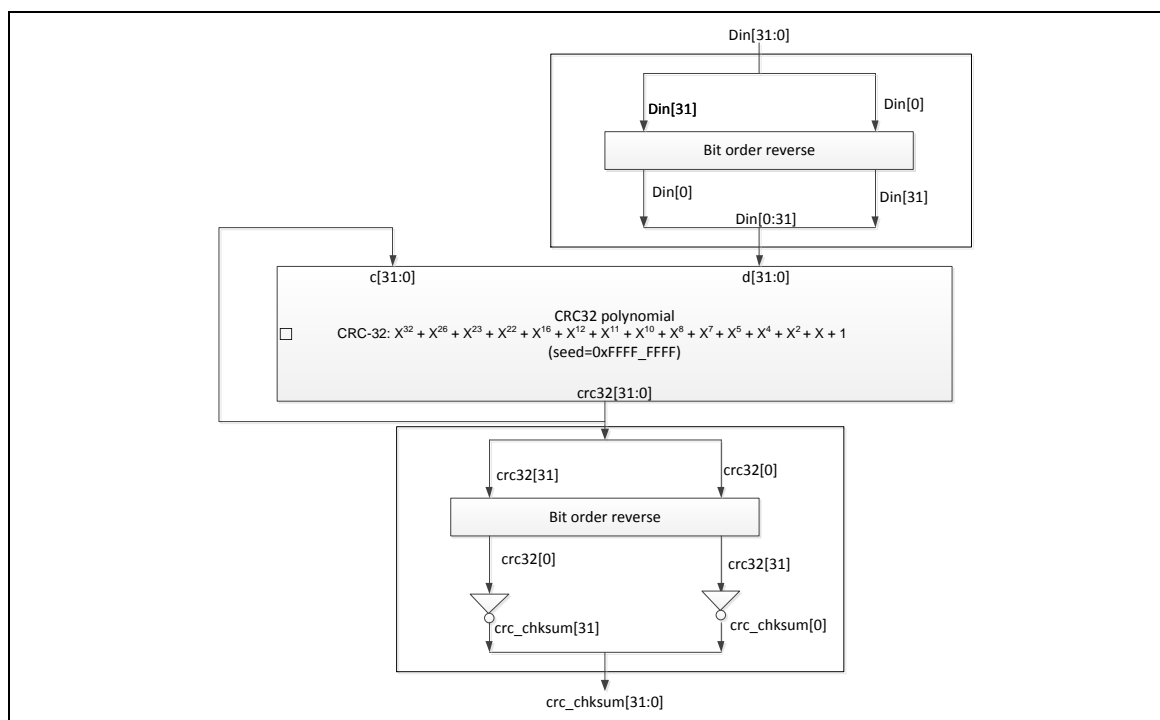 Din[31:0]
Din[31]
Din[0]
Bit order reverse
Din[0]
Din[31]
Din[0:31]
c[31:0]
d[31:0]
CRC32 polynomial
CRC-32: X³² + X²⁶ + X²³ + X²² + X¹⁶ + X¹² + X¹¹ + X¹⁰ + X⁸ + X⁷ + X⁵ + X⁴ + X² + X + 1
(seed=0xFFFF_FFFF)
crc32[31:0]
crc32[31]
crc32[0]
Bit order reverse
crc32[0]
crc32[31]
crc_chksum[31]
crc_chksum[0]
crc_chksum[31:0]